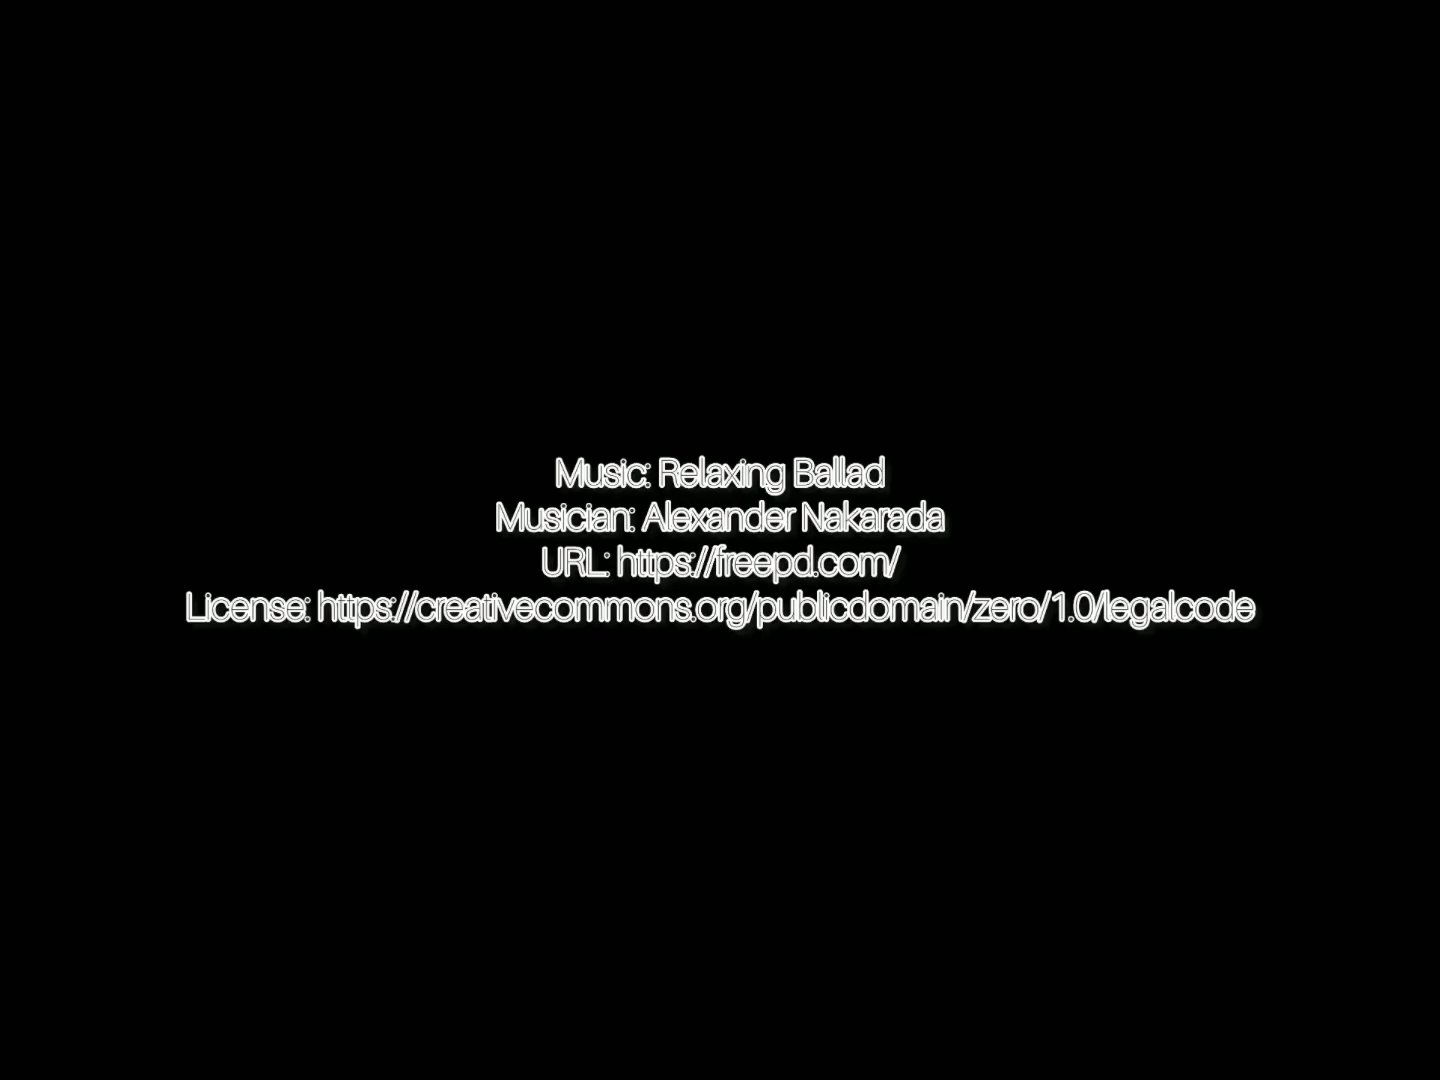 Music: Relaxing Ballad
Musician: Alexander Nakarada
URL: https://freepd.com/
License: https://creativecommons.org/publicdomain/zero/1.0/legalcode